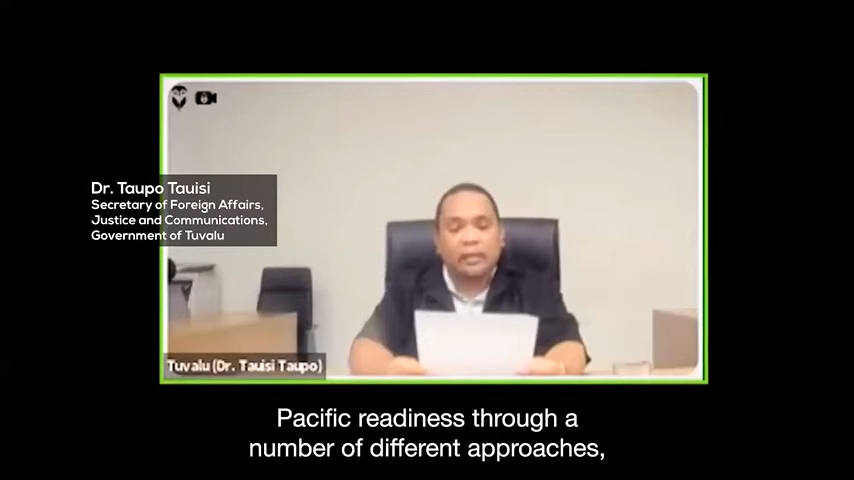 Dr. Taupo Tauisi
Secretary of Foreign Affairs,
Justice and Communications,
Government of Tuvalu
Tuvalu (Dr. Tauisi Taupo)
Pacific readiness through a
number of different approaches,